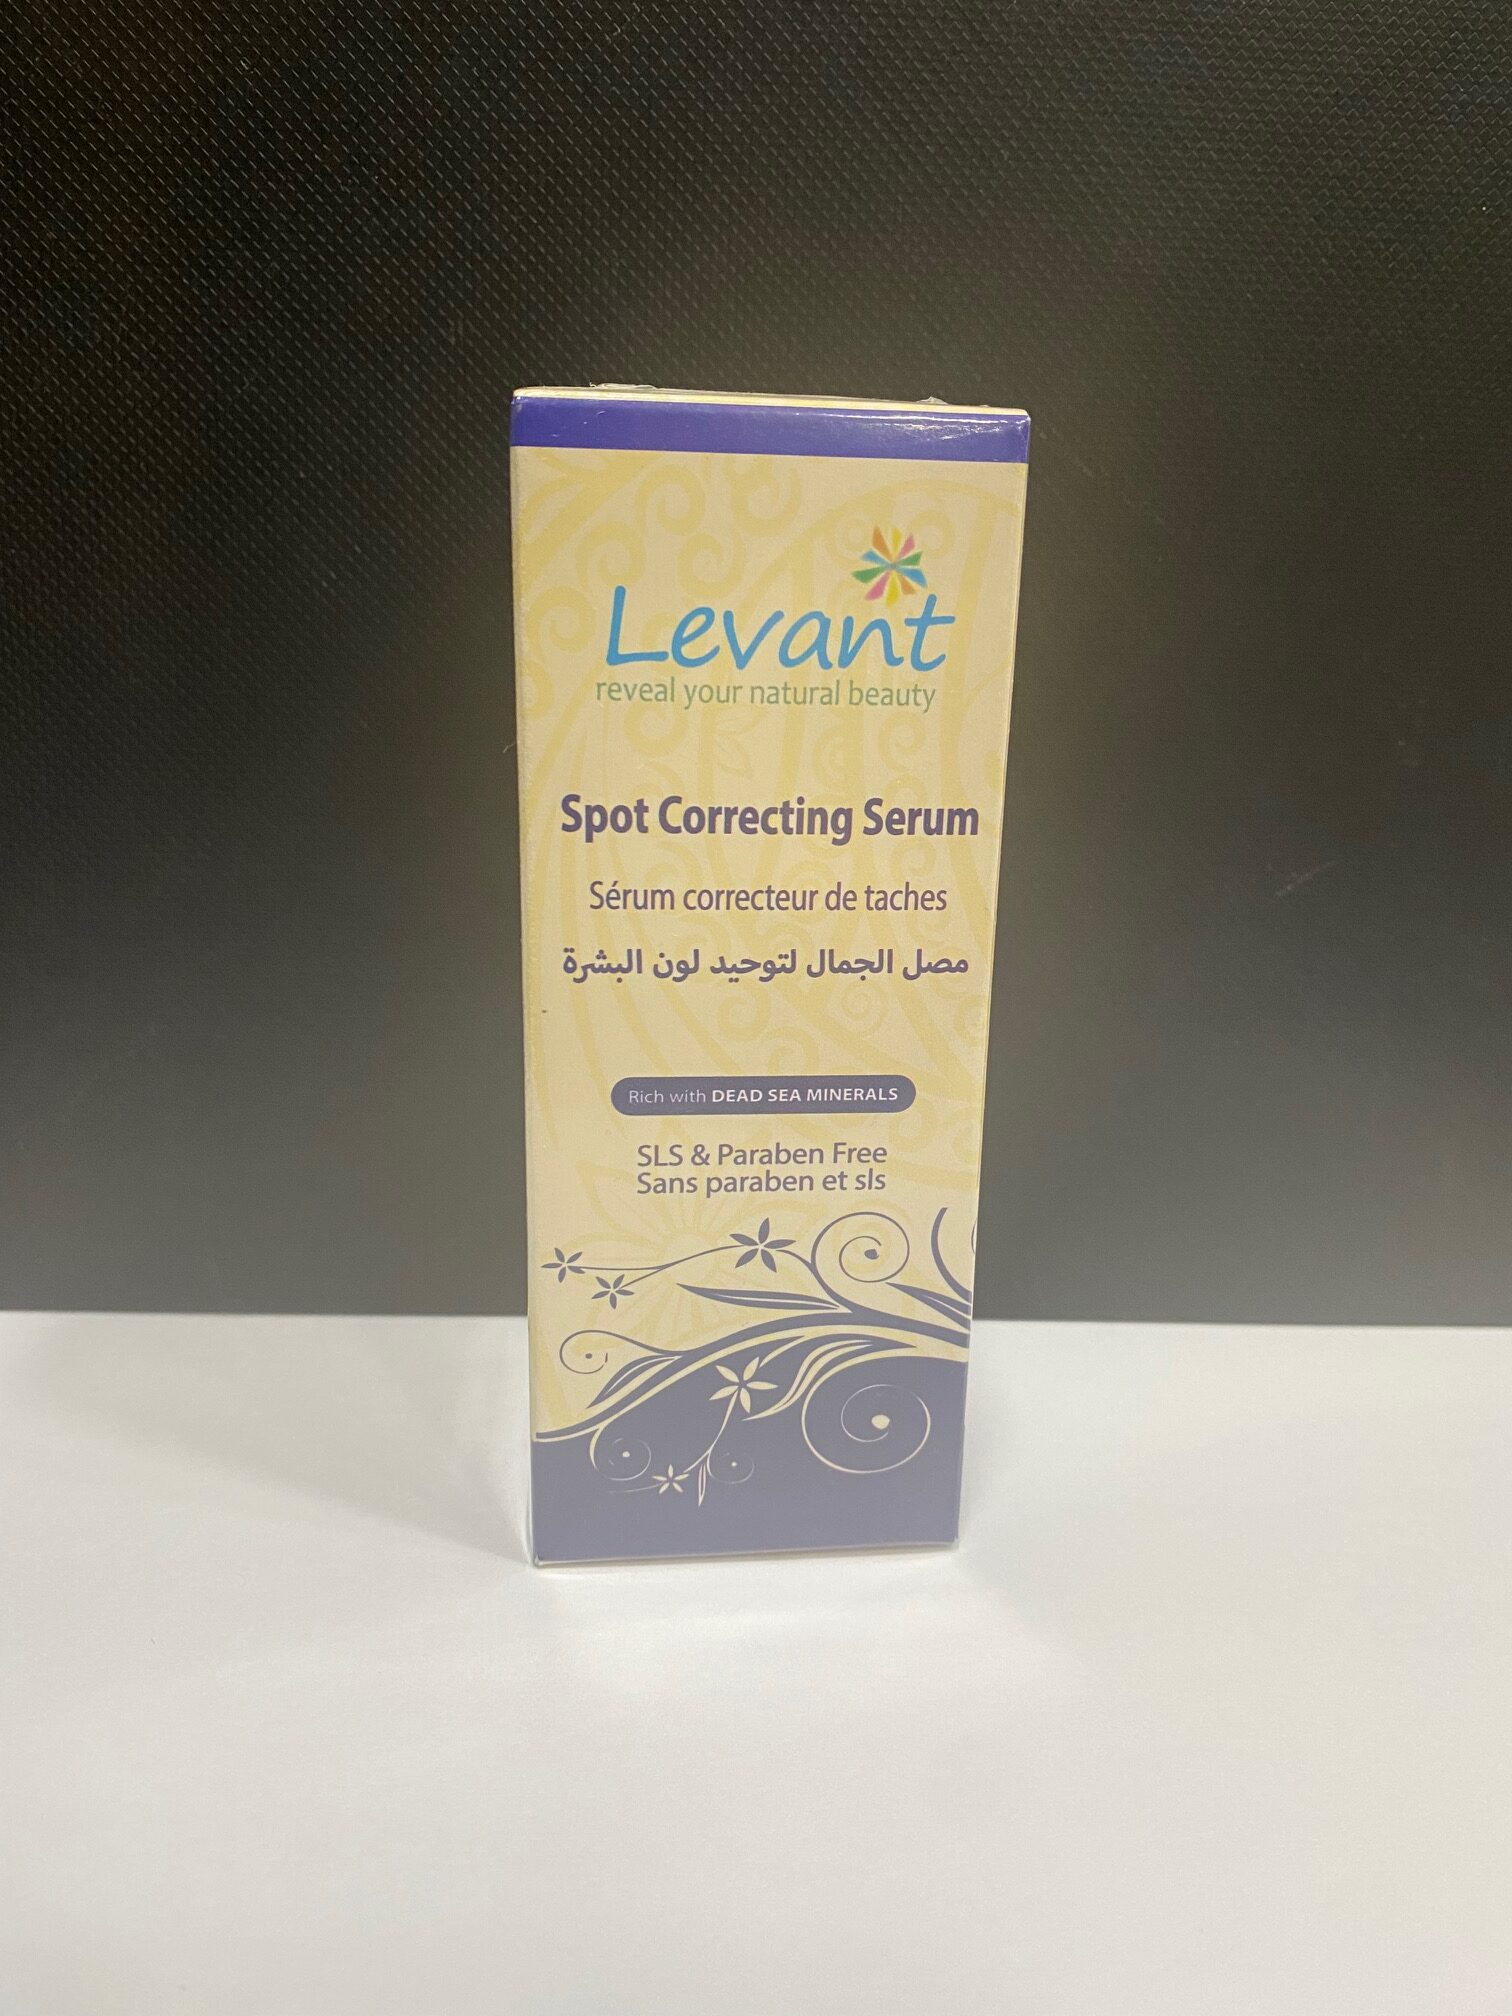 Levant
reveal your natural beauty
Spot Correcting Serum
Sérum correcteur de taches
مصل الجمال لتوحيد لون البشرة
Rich with DEAD SEA MINERALS
SLS & Paraben Free
Sans paraben et sls